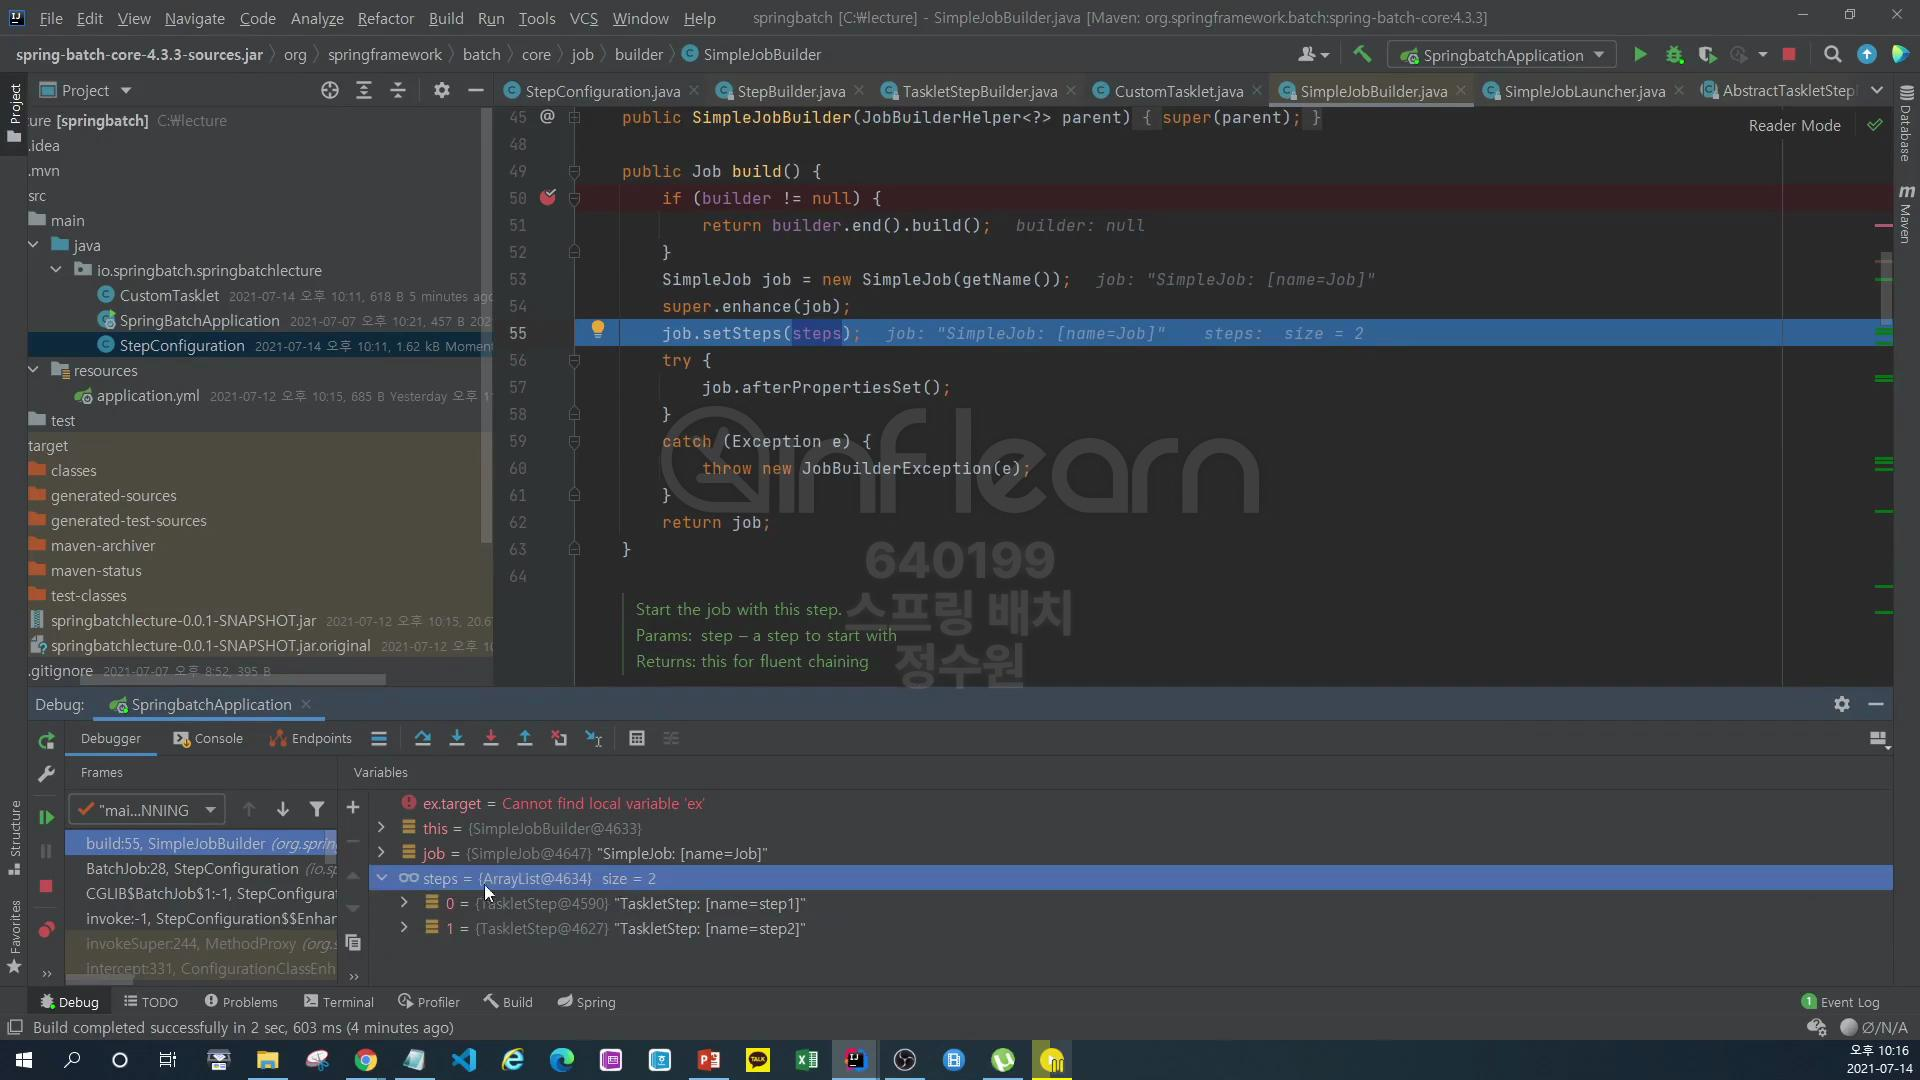 File Edit View Navigate Code Analyze Refactor Build Run Tools VCS Window Help springbatch [C:₩lecture] - SimpleJobBuilder.java [Maven: org.springframework.batch:spring-batch-core:4.3.3]
spring-batch-core-4.3.3-sources.jar org springframework batch core job builder SimpleJobBuilder SpringbatchApplication
Project
StepConfiguration.java StepBuilder.java TaskletStepBuilder.java CustomTasklet.java SimpleJobBuilder.java SimpleJobLauncher.java AbstractTaskletStep
ture [springbatch] C:₩lecture
.idea
.mvn
src
main
java
io.springbatch.springbatchlecture
CustomTasklet 2021-07-14 오후 10:11, 618 B 5 minutes ago
SpringBatchApplication 2021-07-07 오후 10:21, 457 B 202
StepConfiguration 2021-07-14 오후 10:11, 1.62 kB Momen
resources
application.yml 2021-07-12 오후 10:15, 685 B Yesterday 오후 1
test
target
classes
generated-sources
generated-test-sources
maven-archiver
maven-status
test-classes
springbatchlecture-0.0.1-SNAPSHOT.jar 2021-07-12 오후 10:15, 20.6
springbatchlecture-0.0.1-SNAPSHOT.jar.original 2021-07-12 오후 10
.gitignore 2021-07-07 오후 8:52, 395 B
Reader Mode
45 @ public SimpleJobBuilder(JobBuilderHelper<?> parent) { super(parent); }
48
49 public Job build() {
50 if (builder != null) {
51 return builder.end().build(); builder: null
52 }
53 SimpleJob job = new SimpleJob(getName()); job: "SimpleJob: [name=Job]"
54 super.enhance(job);
55 job.setSteps(steps); job: "SimpleJob: [name=Job]" steps: size = 2
56 try {
57 job.afterPropertiesSet();
58 }
59 catch (Exception e) {
60 throw new JobBuilderException(e);
61 }
62 return job;
63 }
64
Start the job with this step.
Params: step – a step to start with
Returns: this for fluent chaining
inflearn
640199
스프링 배치
정수원
Project
Structure
Favorites
Database
Maven
Debug: SpringbatchApplication
Debugger Console Endpoints
Frames Variables
"mai...NNING
build:55, SimpleJobBuilder (org.sprin
BatchJob:28, StepConfiguration (io.s
CGLIB$BatchJob$1:-1, StepConfigura
invoke:-1, StepConfiguration$$Enhan
invokeSuper:244, MethodProxy (org.
intercept:331, ConfigurationClassEnh
ex.target = Cannot find local variable 'ex'
this = {SimpleJobBuilder@4633}
job = {SimpleJob@4647} "SimpleJob: [name=Job]"
steps = {ArrayList@4634} size = 2
0 = {TaskletStep@4590} "TaskletStep: [name=step1]"
1 = {TaskletStep@4627} "TaskletStep: [name=step2]"
Debug TODO Problems Terminal Profiler Build Spring 1 Event Log
Build completed successfully in 2 sec, 603 ms (4 minutes ago) Ø/N/A
TALK
오후 10:16
2021-07-14